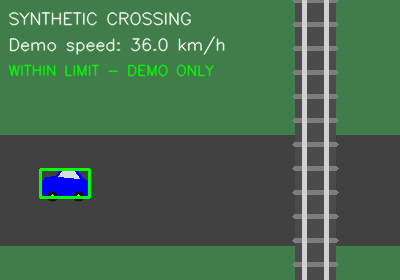 SYNTHETIC CROSSING
Demo speed: 36.0 km/h
WITHIN LIMIT – DEMO ONLY